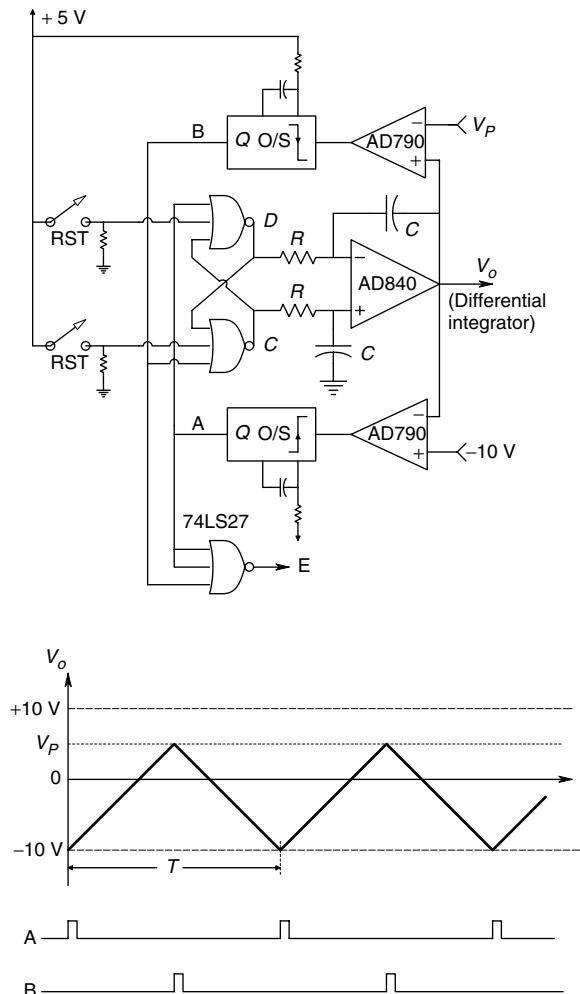 + 5 V
B
Q O/S
AD790
−
+
V_P
D
RST
R
C
−
AD840
+
V_o
(Differential
integrator)
R
RST
C
C
A
Q O/S
AD790
−
+
−10 V
74LS27
E
V_o
+10 V
V_P
0
−10 V
T
A
B